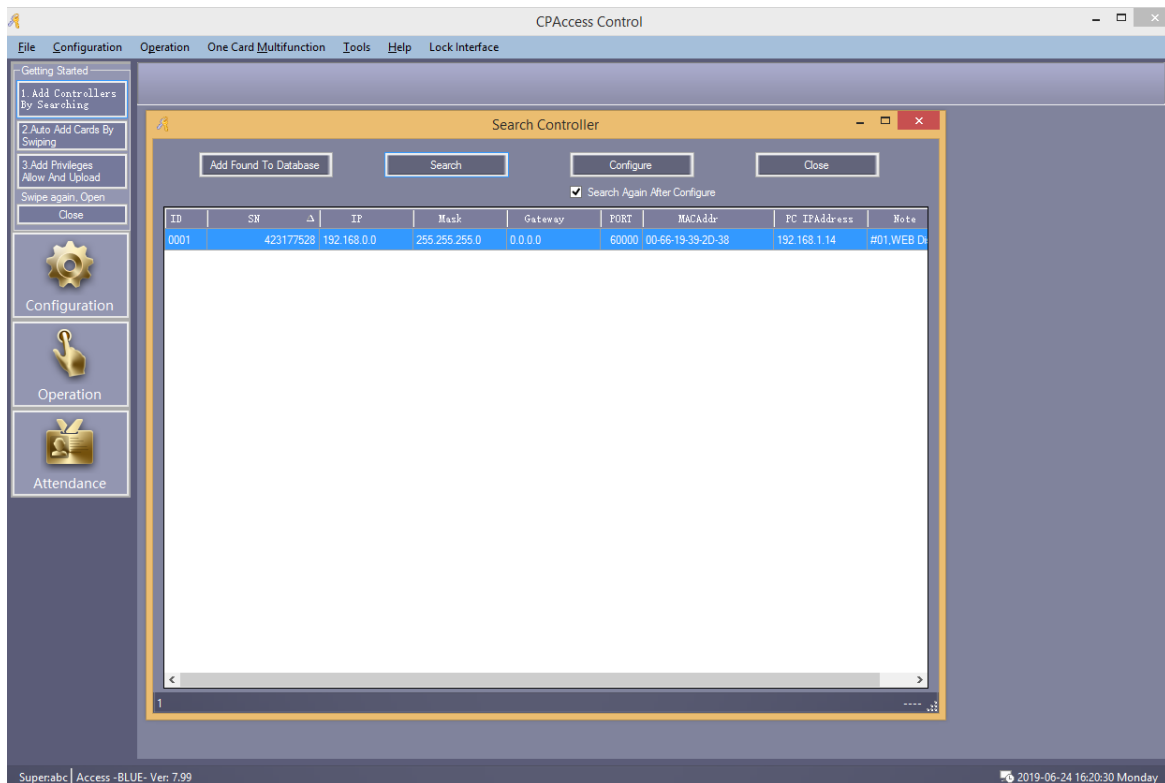 CPAccess Control
File Configuration Operation One Card Multifunction Tools Help Lock Interface
Getting Started
1.Add Controllers
By Searching
2.Auto Add Cards By
Swiping
3.Add Privileges
Allow And Upload
Swipe again, Open
Close
Configuration
Operation
Attendance
Search Controller
Add Found To Database Search Configure Close
Search Again After Configure
ID SN IP Mask Gateway PORT MACAddr PC IPAddress Note
0001 423177528 192.168.0.0 255.255.255.0 0.0.0.0 60000 00-66-19-39-2D-38 192.168.1.14 #01,WEB Di
1 ----
Super:abc Access -BLUE- Ver: 7.99 2019-06-24 16:20:30 Monday